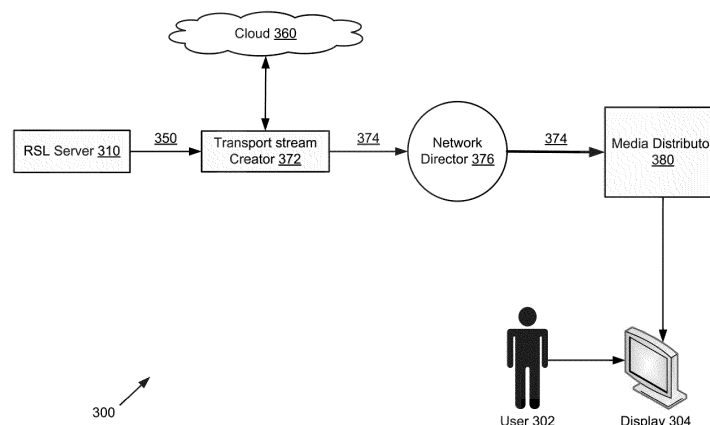 Cloud 360
350
374
374
RSL Server 310
Transport stream
Creator 372
Network
Director 376
Media Distributo
380
300
User 302
Display 304